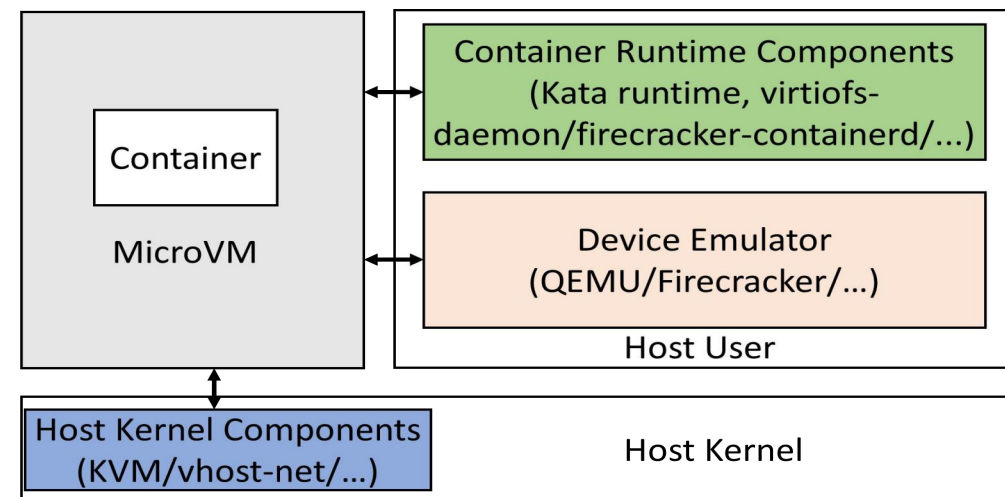 Container
MicroVM
Container Runtime Components
(Kata runtime, virtiofs-
daemon/firecracker-containerd/...)
Device Emulator
(QEMU/Firecracker/...)
Host User
Host Kernel Components
(KVM/vhost-net/...)
Host Kernel